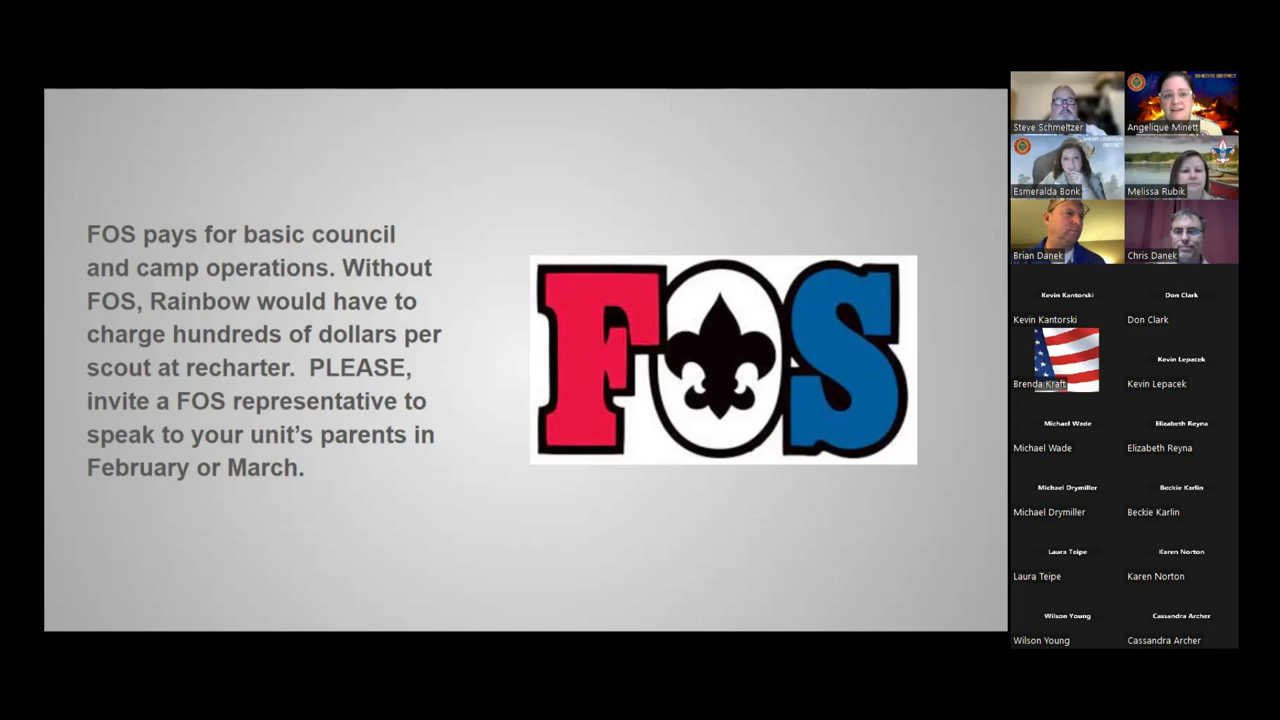 FOS pays for basic council
and camp operations. Without
FOS, Rainbow would have to
charge hundreds of dollars per
scout at recharter.  PLEASE,
invite a FOS representative to
speak to your unit's parents in
February or March.
FOS
Steve Schmeltzer
Angelique Minett
Esmeralda Bonk
DISTRICT
Melissa Rubik
Brian Danek
Chris Danek
Kevin Kantorski
Don Clark
Kevin Kantorski
Don Clark
Kevin Lepacek
Brenda Kraft
Kevin Lepacek
Michael Wade
Elizabeth Reyna
Michael Wade
Elizabeth Reyna
Michael Drymiller
Beckie Karlin
Michael Drymiller
Beckie Karlin
Laura Teipe
Karen Norton
Laura Teipe
Karen Norton
Wilson Young
Cassandra Archer
Wilson Young
Cassandra Archer